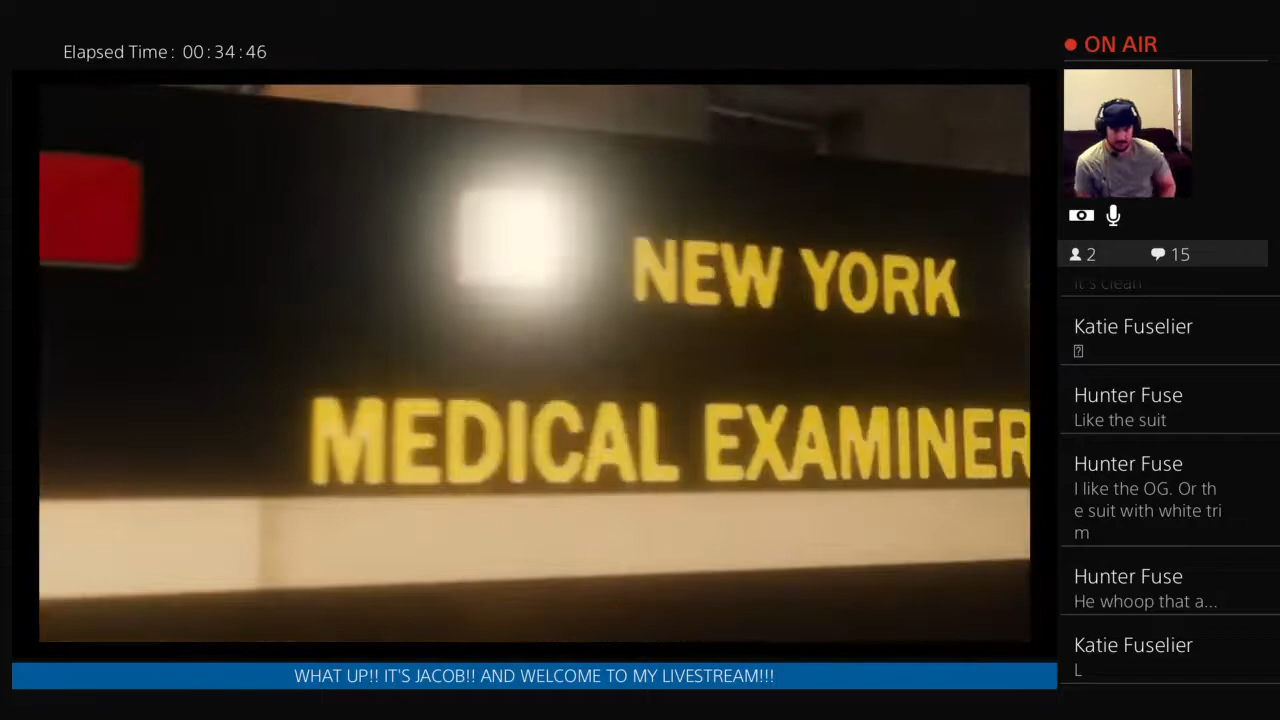 Elapsed Time: 00:34:46
ON AIR
NEW YORK
MEDICAL EXAMINER
2
15
It's clean
Katie Fuselier
Hunter Fuse
Like the suit
Hunter Fuse
I like the OG. Or th
e suit with white tri
m
Hunter Fuse
He whoop that a...
Katie Fuselier
L
WHAT UP!! IT'S JACOB!! AND WELCOME TO MY LIVESTREAM!!!